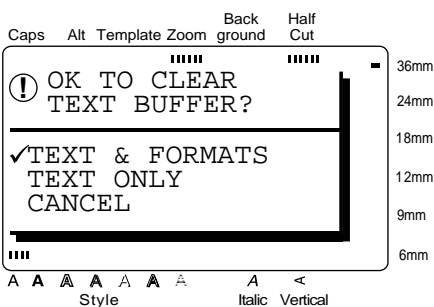 Back Half
Caps Alt Template Zoom ground Cut
OK TO CLEAR
TEXT BUFFER?
TEXT & FORMATS
TEXT ONLY
CANCEL
36mm
24mm
18mm
12mm
9mm
6mm
A A A A A A A A A
Style Italic Vertical